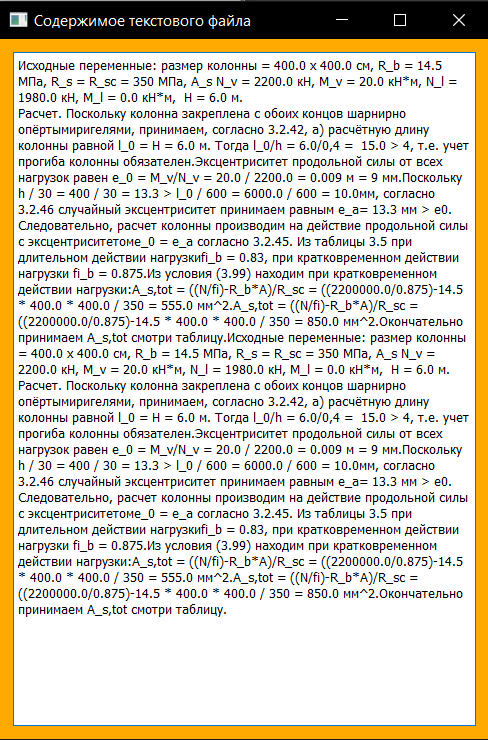 Содержимое текстового файла
Исходные переменные: размер колонны = 400.0 x 400.0 см, R_b = 14.5
МПа, R_s = R_sc = 350 МПа, A_s N_v = 2200.0 кН, M_v = 20.0 кН*м, N_l =
1980.0 кН, M_l = 0.0 кН*м,  H = 6.0 м.
Расчет. Поскольку колонна закреплена с обоих концов шарнирно
опёртымиригелями, принимаем, согласно 3.2.42, а) расчётную длину
колонны равной l_0 = H = 6.0 м. Тогда l_0/h = 6.0/0,4 =  15.0 > 4, т.е. учет
прогиба колонны обязателен.Эксцентриситет продольной силы от всех
нагрузок равен e_0 = M_v/N_v = 20.0 / 2200.0 = 0.009 м = 9 мм.Поскольку
h / 30 = 400 / 30 = 13.3 > l_0 / 600 = 6000.0 / 600 = 10.0мм, согласно
3.2.46 случайный эксцентриситет принимаем равным e_a= 13.3 мм > e0.
Следовательно, расчет колонны производим на действие продольной силы
с эксцентриситетомe_0 = e_a согласно 3.2.45. Из таблицы 3.5 при
длительном действии нагрузкиfi_b = 0.83, при кратковременном действии
нагрузки fi_b = 0.875.Из условия (3.99) находим при кратковременном
действии нагрузки:A_s,tot = ((N/fi)-R_b*A)/R_sc = ((2200000.0/0.875)-14.5
* 400.0 * 400.0 / 350 = 555.0 мм^2.A_s,tot = ((N/fi)-R_b*A)/R_sc =
((2200000.0/0.875)-14.5 * 400.0 * 400.0 / 350 = 850.0 мм^2.Окончательно
принимаем A_s,tot смотри таблицу.Исходные переменные: размер колонны
= 400.0 x 400.0 см, R_b = 14.5 МПа, R_s = R_sc = 350 МПа, A_s N_v =
2200.0 кН, M_v = 20.0 кН*м, N_l = 1980.0 кН, M_l = 0.0 кН*м,  H = 6.0 м.
Расчет. Поскольку колонна закреплена с обоих концов шарнирно
опёртымиригелями, принимаем, согласно 3.2.42, а) расчётную длину
колонны равной l_0 = H = 6.0 м. Тогда l_0/h = 6.0/0,4 =  15.0 > 4, т.е. учет
прогиба колонны обязателен.Эксцентриситет продольной силы от всех
нагрузок равен e_0 = M_v/N_v = 20.0 / 2200.0 = 0.009 м = 9 мм.Поскольку
h / 30 = 400 / 30 = 13.3 > l_0 / 600 = 6000.0 / 600 = 10.0мм, согласно
3.2.46 случайный эксцентриситет принимаем равным e_a= 13.3 мм > e0.
Следовательно, расчет колонны производим на действие продольной силы
с эксцентриситетомe_0 = e_a согласно 3.2.45. Из таблицы 3.5 при
длительном действии нагрузкиfi_b = 0.83, при кратковременном действии
нагрузки fi_b = 0.875.Из условия (3.99) находим при кратковременном
действии нагрузки:A_s,tot = ((N/fi)-R_b*A)/R_sc = ((2200000.0/0.875)-14.5
* 400.0 * 400.0 / 350 = 555.0 мм^2.A_s,tot = ((N/fi)-R_b*A)/R_sc =
((2200000.0/0.875)-14.5 * 400.0 * 400.0 / 350 = 850.0 мм^2.Окончательно
принимаем A_s,tot смотри таблицу.